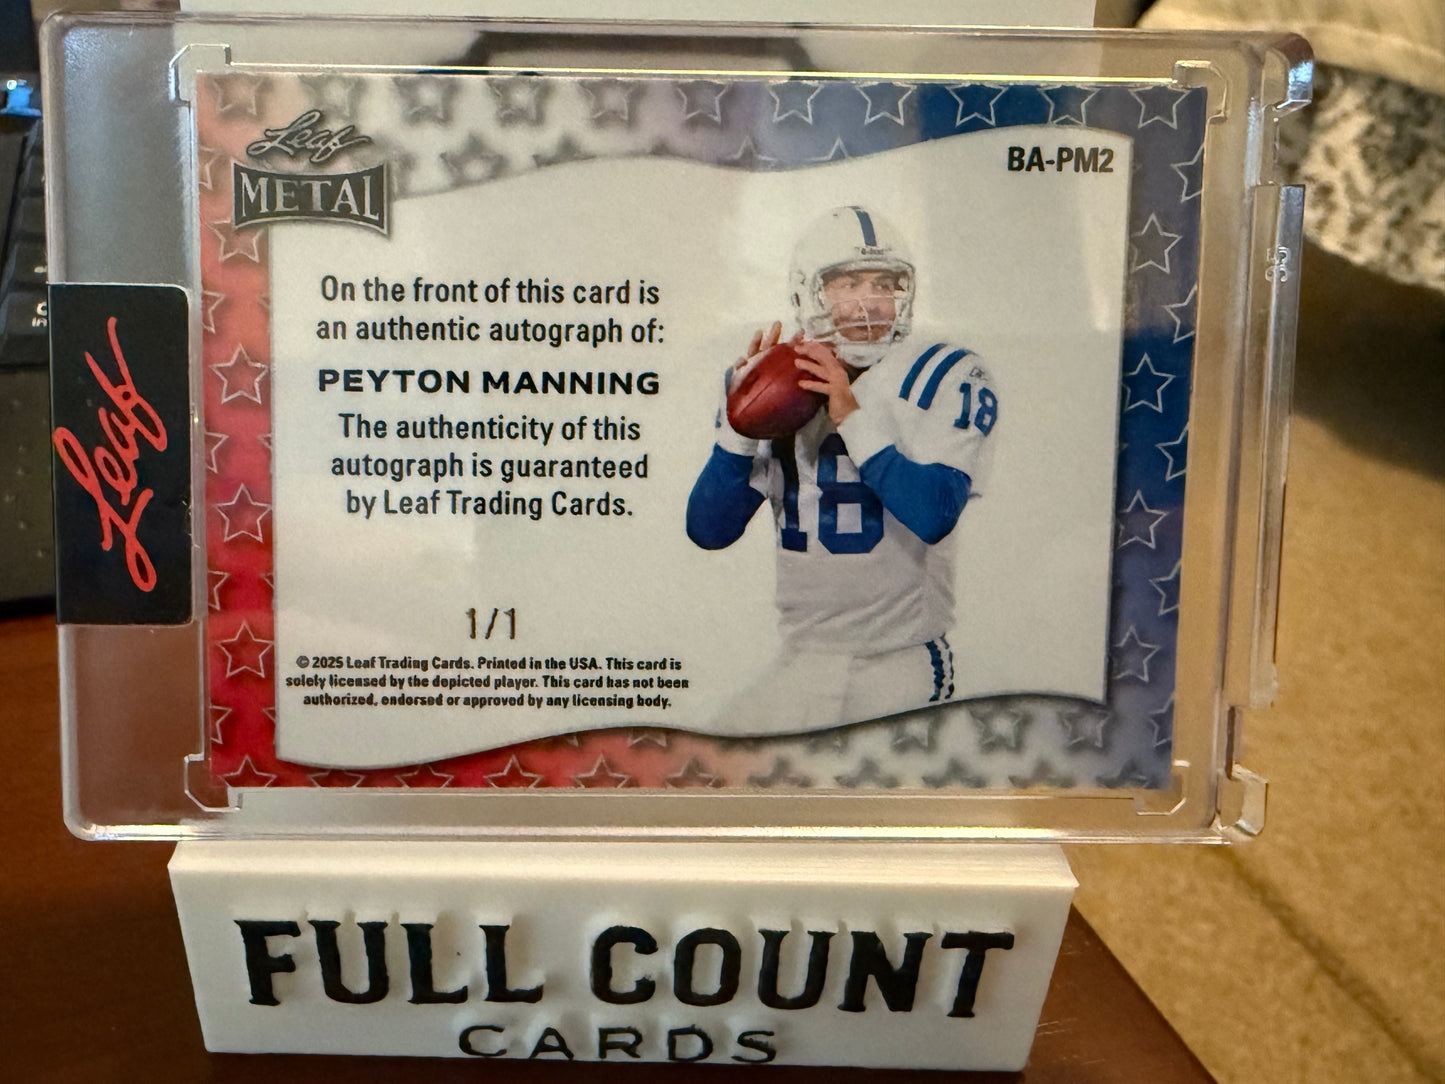 Leaf
METAL
BA-PM2
On the front of this card is
an authentic autograph of:
PEYTON MANNING
The authenticity of this
autograph is guaranteed
by Leaf Trading Cards.
1/1
© 2025 Leaf Trading Cards. Printed in the USA. This card is
solely licensed by the depicted player. This card has not been
authorized, endorsed or approved by any licensing body.
18
18
Leaf
FULL COUNT
CARDS